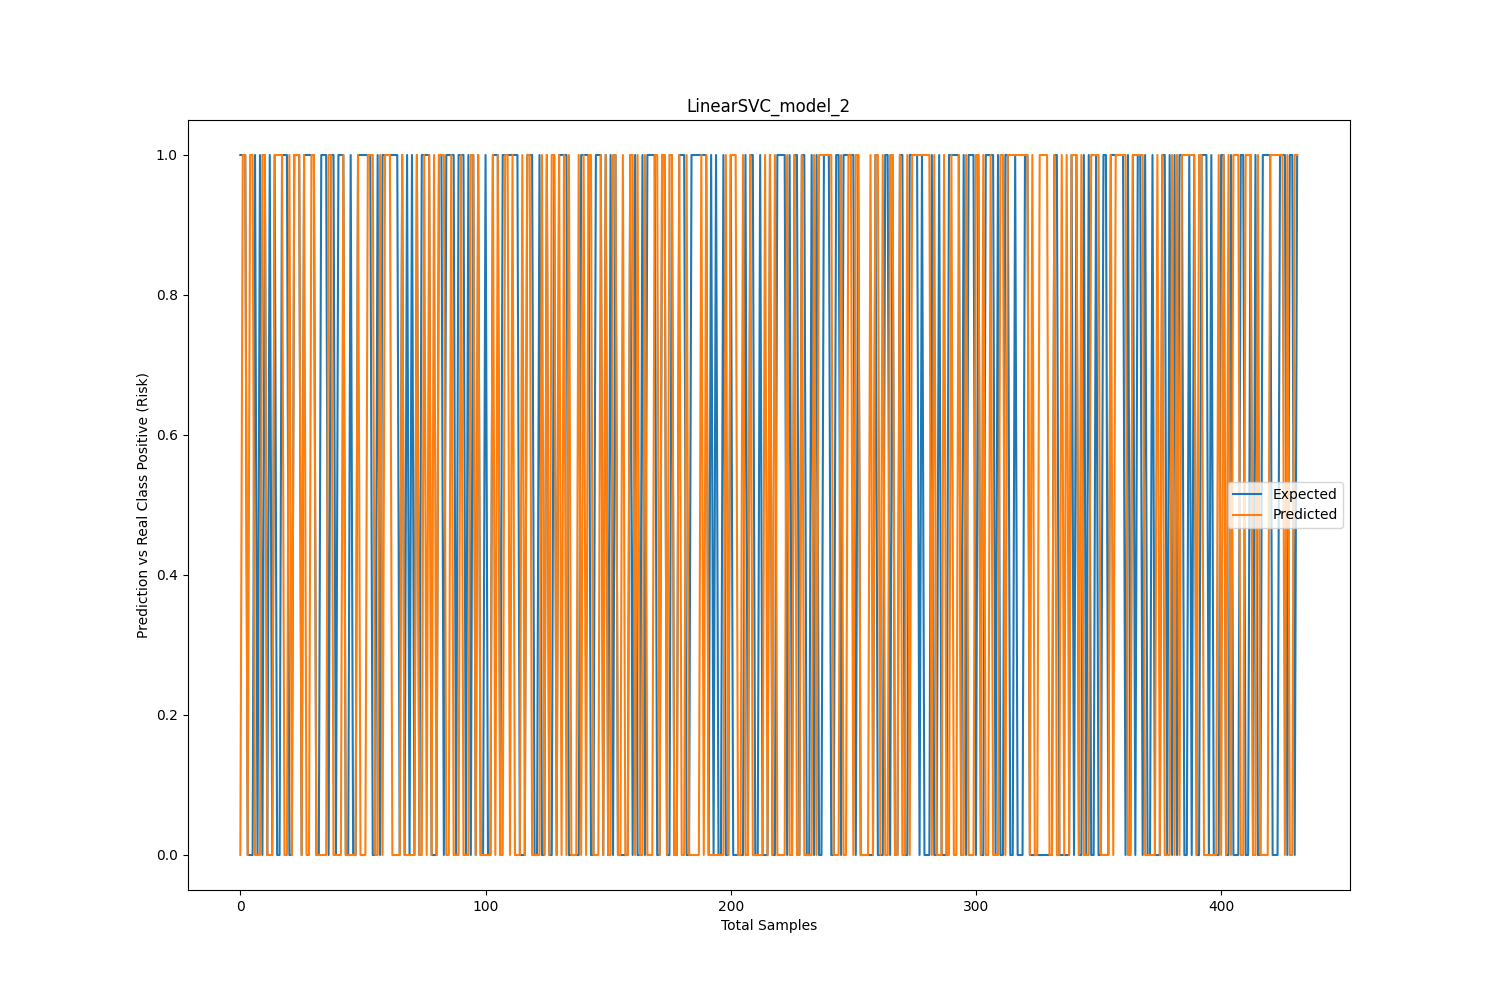 LinearSVC_model_2
1.0
0.8
0.6
0.4
0.2
0.0
Prediction vs Real Class Positive (Risk)
Expected
Predicted
0
100
200
300
400
Total Samples